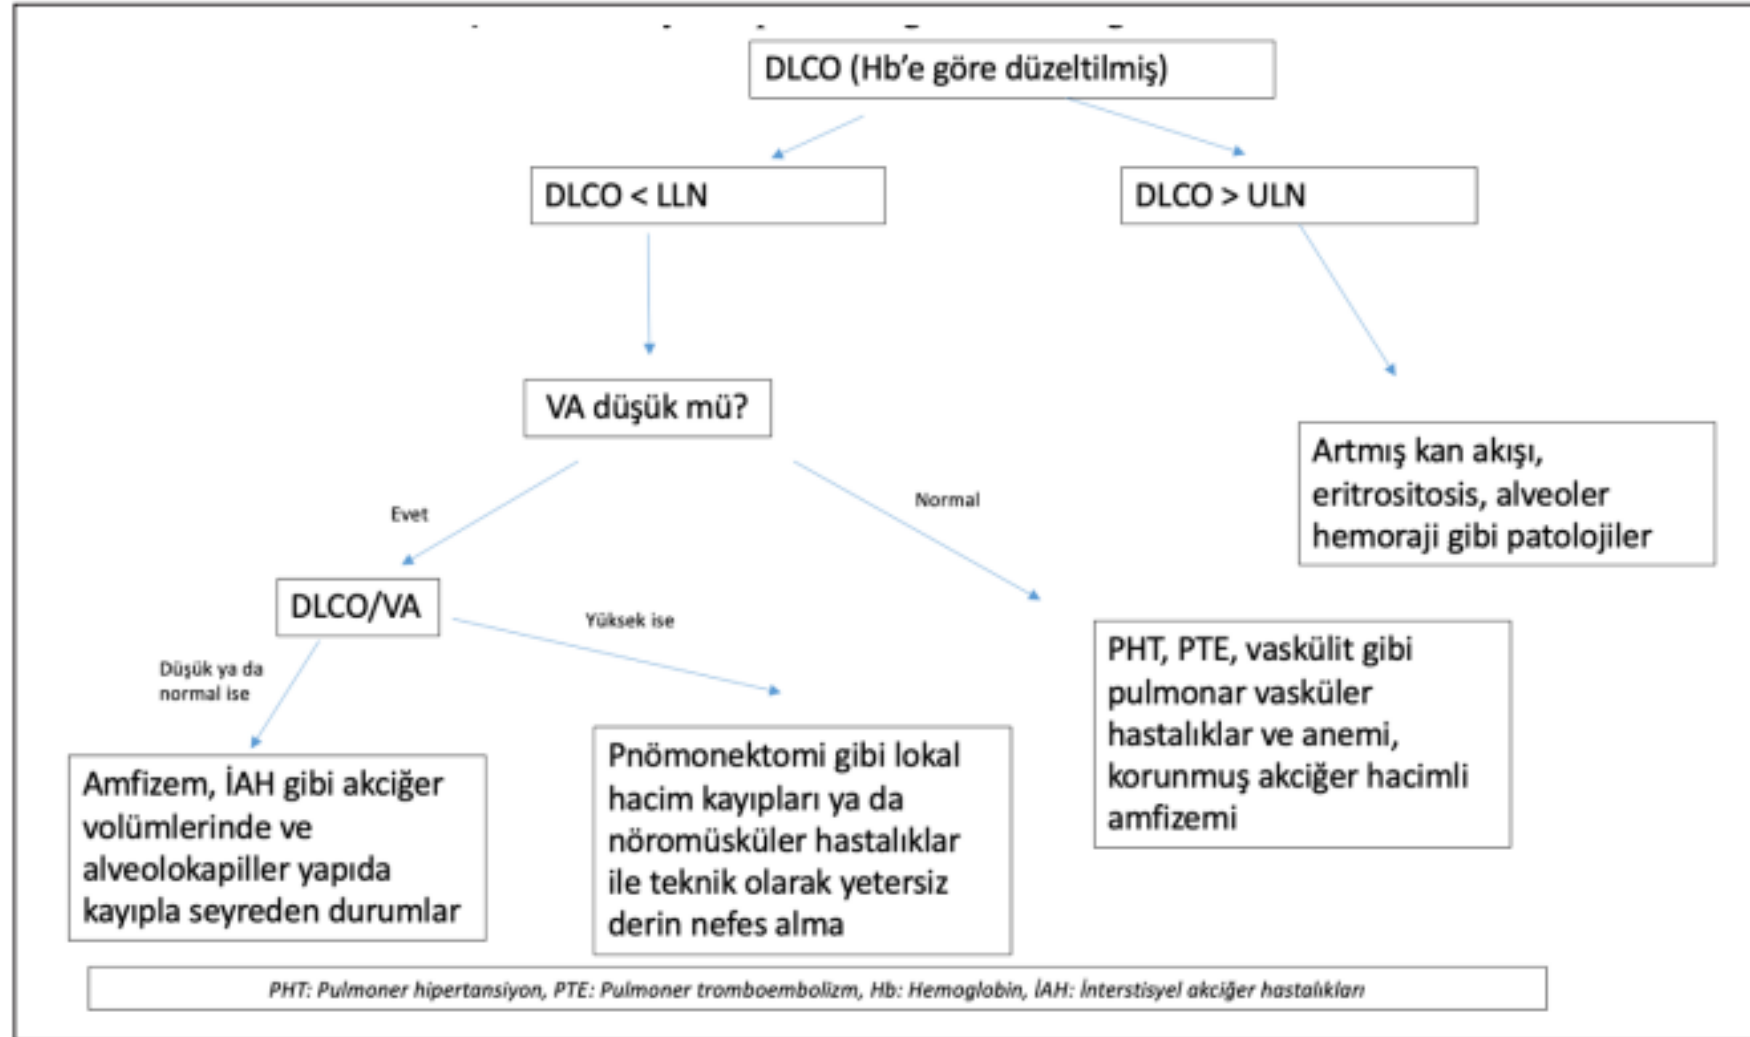 DLCO (Hb'e göre düzeltilmiş)
DLCO < LLN
DLCO > ULN
VA düşük mü?
Artmış kan akışı,
eritrositosis, alveoler
hemoraji gibi patolojiler
Evet
Normal
DLCO/VA
Yüksek ise
Düşük ya da
normal ise
PHT, PTE, vaskülit gibi
pulmonar vasküler
hastalıklar ve anemi,
korunmuş akciğer hacimli
amfizemi
Amfizem, İAH gibi akciğer
volümlerinde ve
alveolokapiller yapıda
kayıpla seyreden durumlar
Pnömonektomi gibi lokal
hacim kayıpları ya da
nöromüsküler hastalıklar
ile teknik olarak yetersiz
derin nefes alma
PHT: Pulmoner hipertansiyon, PTE: Pulmoner tromboembolizm, Hb: Hemoglobin, İAH: İnterstisyel akciğer hastalıkları